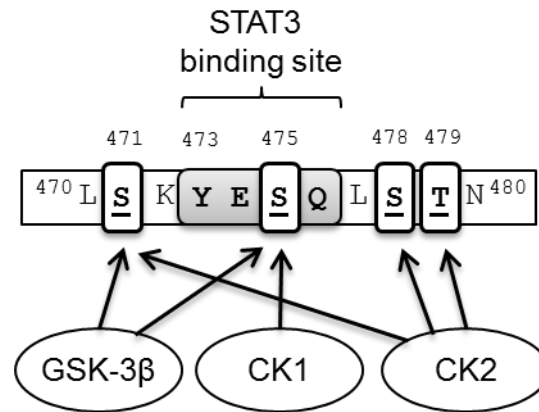 STAT3
binding site
471 473 475 478 479
470 L S K Y E S Q L S T N 480
GSK-3β CK1 CK2